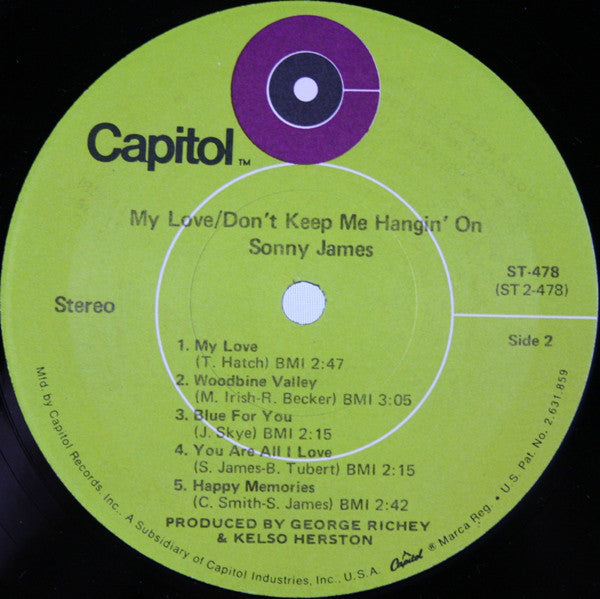 Capitol™
My Love/Don't Keep Me Hangin' On
Sonny James
ST-478
(ST 2-478)
Stereo
Side 2
1. My Love
(T. Hatch) BMI 2:47
2. Woodbine Valley
(M. Irish-R. Becker) BMI 3:05
3. Blue For You
(J. Skye) BMI 2:15
4. You Are All I Love
(S. James-B. Tubert) BMI 2:15
5. Happy Memories
(C. Smith-S. James) BMI 2:42
PRODUCED BY GEORGE RICHEY
& KELSO HERSTON
Mfd. by Capitol Records, Inc., A Subsidiary of Capitol Industries, Inc., U.S.A. Capitol ® Marca Reg. • U.S. Pat. No. 2,631,859